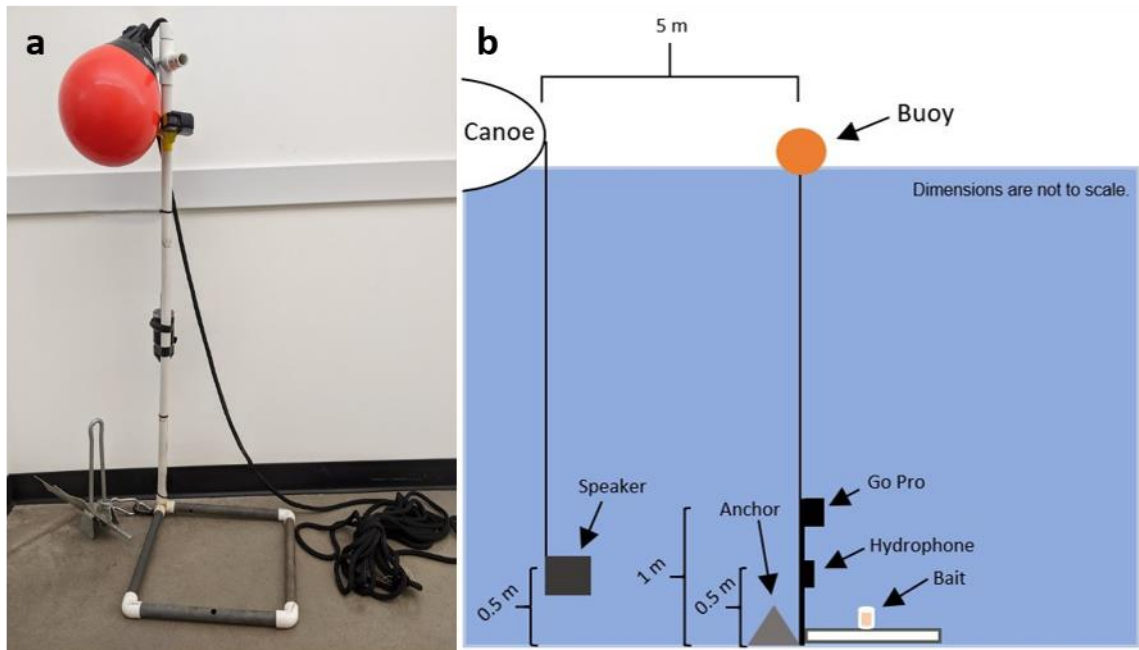 a
b
5 m
Canoe
Buoy
Dimensions are not to scale.
Speaker
Anchor
Go Pro
Hydrophone
Bait
0.5 m
1 m
0.5 m